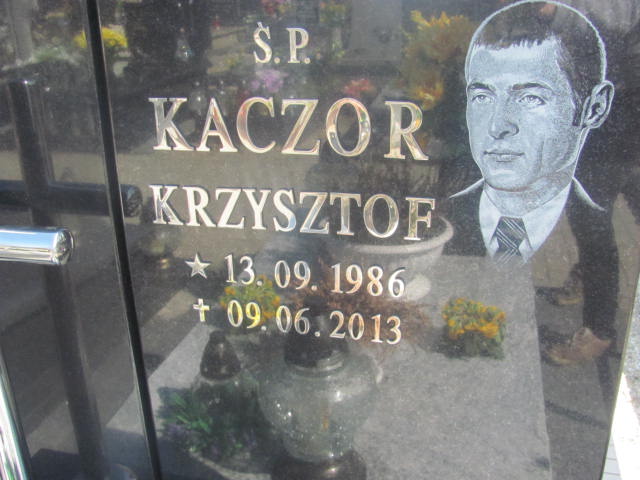 Ś.P.
KACZOR
KRZYSZTOF
★ 13.09.1986
✝ 09.06.2013